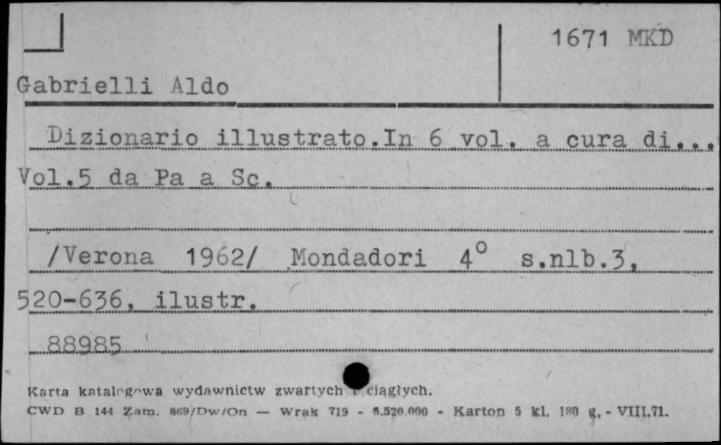 1671 MKD
Gabrielli Aldo
Dizionario illustrato.In 6 vol. a cura di...
Vol.5 da Pa a Sc.
/Verona 1962/ Mondadori 4° s.nlb.3,
520-636, ilustr.
88985
Karta katalogowa wydawnictw zwartych i ciągłych.
CWD B 144 Zam. 869/Dw/On — Wrak 719 - 6.520.000 - Karton 5 kl. 180 g, - VIII.71.